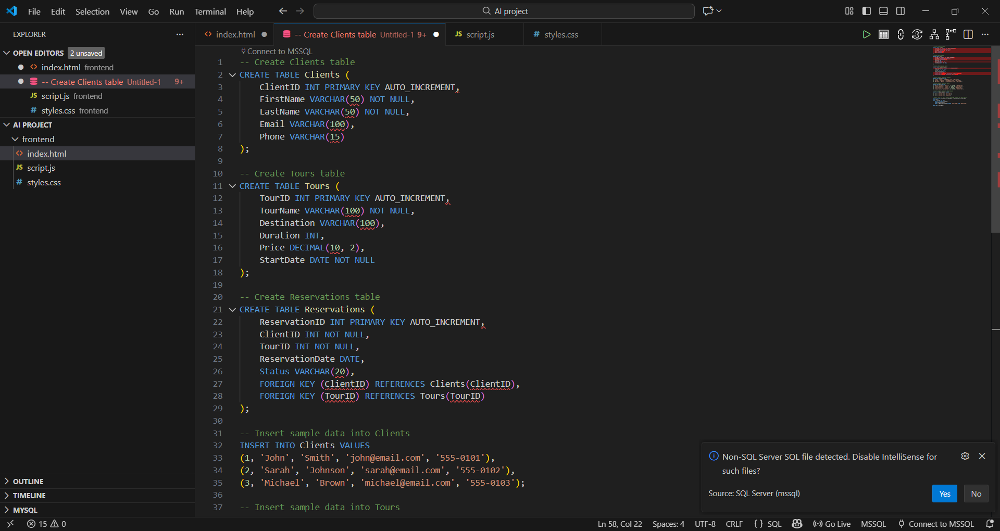 File Edit Selection View Go Run Terminal Help
AI project
EXPLORER
OPEN EDITORS 2 unsaved
index.html frontend
-- Create Clients table Untitled-1 9+
JS script.js frontend
# styles.css frontend
AI PROJECT
frontend
index.html
JS script.js
# styles.css
OUTLINE
TIMELINE
MYSQL
index.html
-- Create Clients table Untitled-1 9+
JS script.js
# styles.css
Connect to MSSQL
1 -- Create Clients table
2 CREATE TABLE Clients (
3 ClientID INT PRIMARY KEY AUTO_INCREMENT,
4 FirstName VARCHAR(50) NOT NULL,
5 LastName VARCHAR(50) NOT NULL,
6 Email VARCHAR(100),
7 Phone VARCHAR(15)
8 );
9
10 -- Create Tours table
11 CREATE TABLE Tours (
12 TourID INT PRIMARY KEY AUTO_INCREMENT,
13 TourName VARCHAR(100) NOT NULL,
14 Destination VARCHAR(100),
15 Duration INT,
16 Price DECIMAL(10, 2),
17 StartDate DATE NOT NULL
18 );
19
20 -- Create Reservations table
21 CREATE TABLE Reservations (
22 ReservationID INT PRIMARY KEY AUTO_INCREMENT,
23 ClientID INT NOT NULL,
24 TourID INT NOT NULL,
25 ReservationDate DATE,
26 Status VARCHAR(20),
27 FOREIGN KEY (ClientID) REFERENCES Clients(ClientID),
28 FOREIGN KEY (TourID) REFERENCES Tours(TourID)
29 );
30
31 -- Insert sample data into Clients
32 INSERT INTO Clients VALUES
33 (1, 'John', 'Smith', 'john@email.com', '555-0101'),
34 (2, 'Sarah', 'Johnson', 'sarah@email.com', '555-0102'),
35 (3, 'Michael', 'Brown', 'michael@email.com', '555-0103');
36
37 -- Insert sample data into Tours
Non-SQL Server SQL file detected. Disable IntelliSense for
such files?
Source: SQL Server (mssql)
Yes No
15 0
Ln 58, Col 22 Spaces: 4 UTF-8 CRLF {} SQL Go Live MSSQL Connect to MSSQL